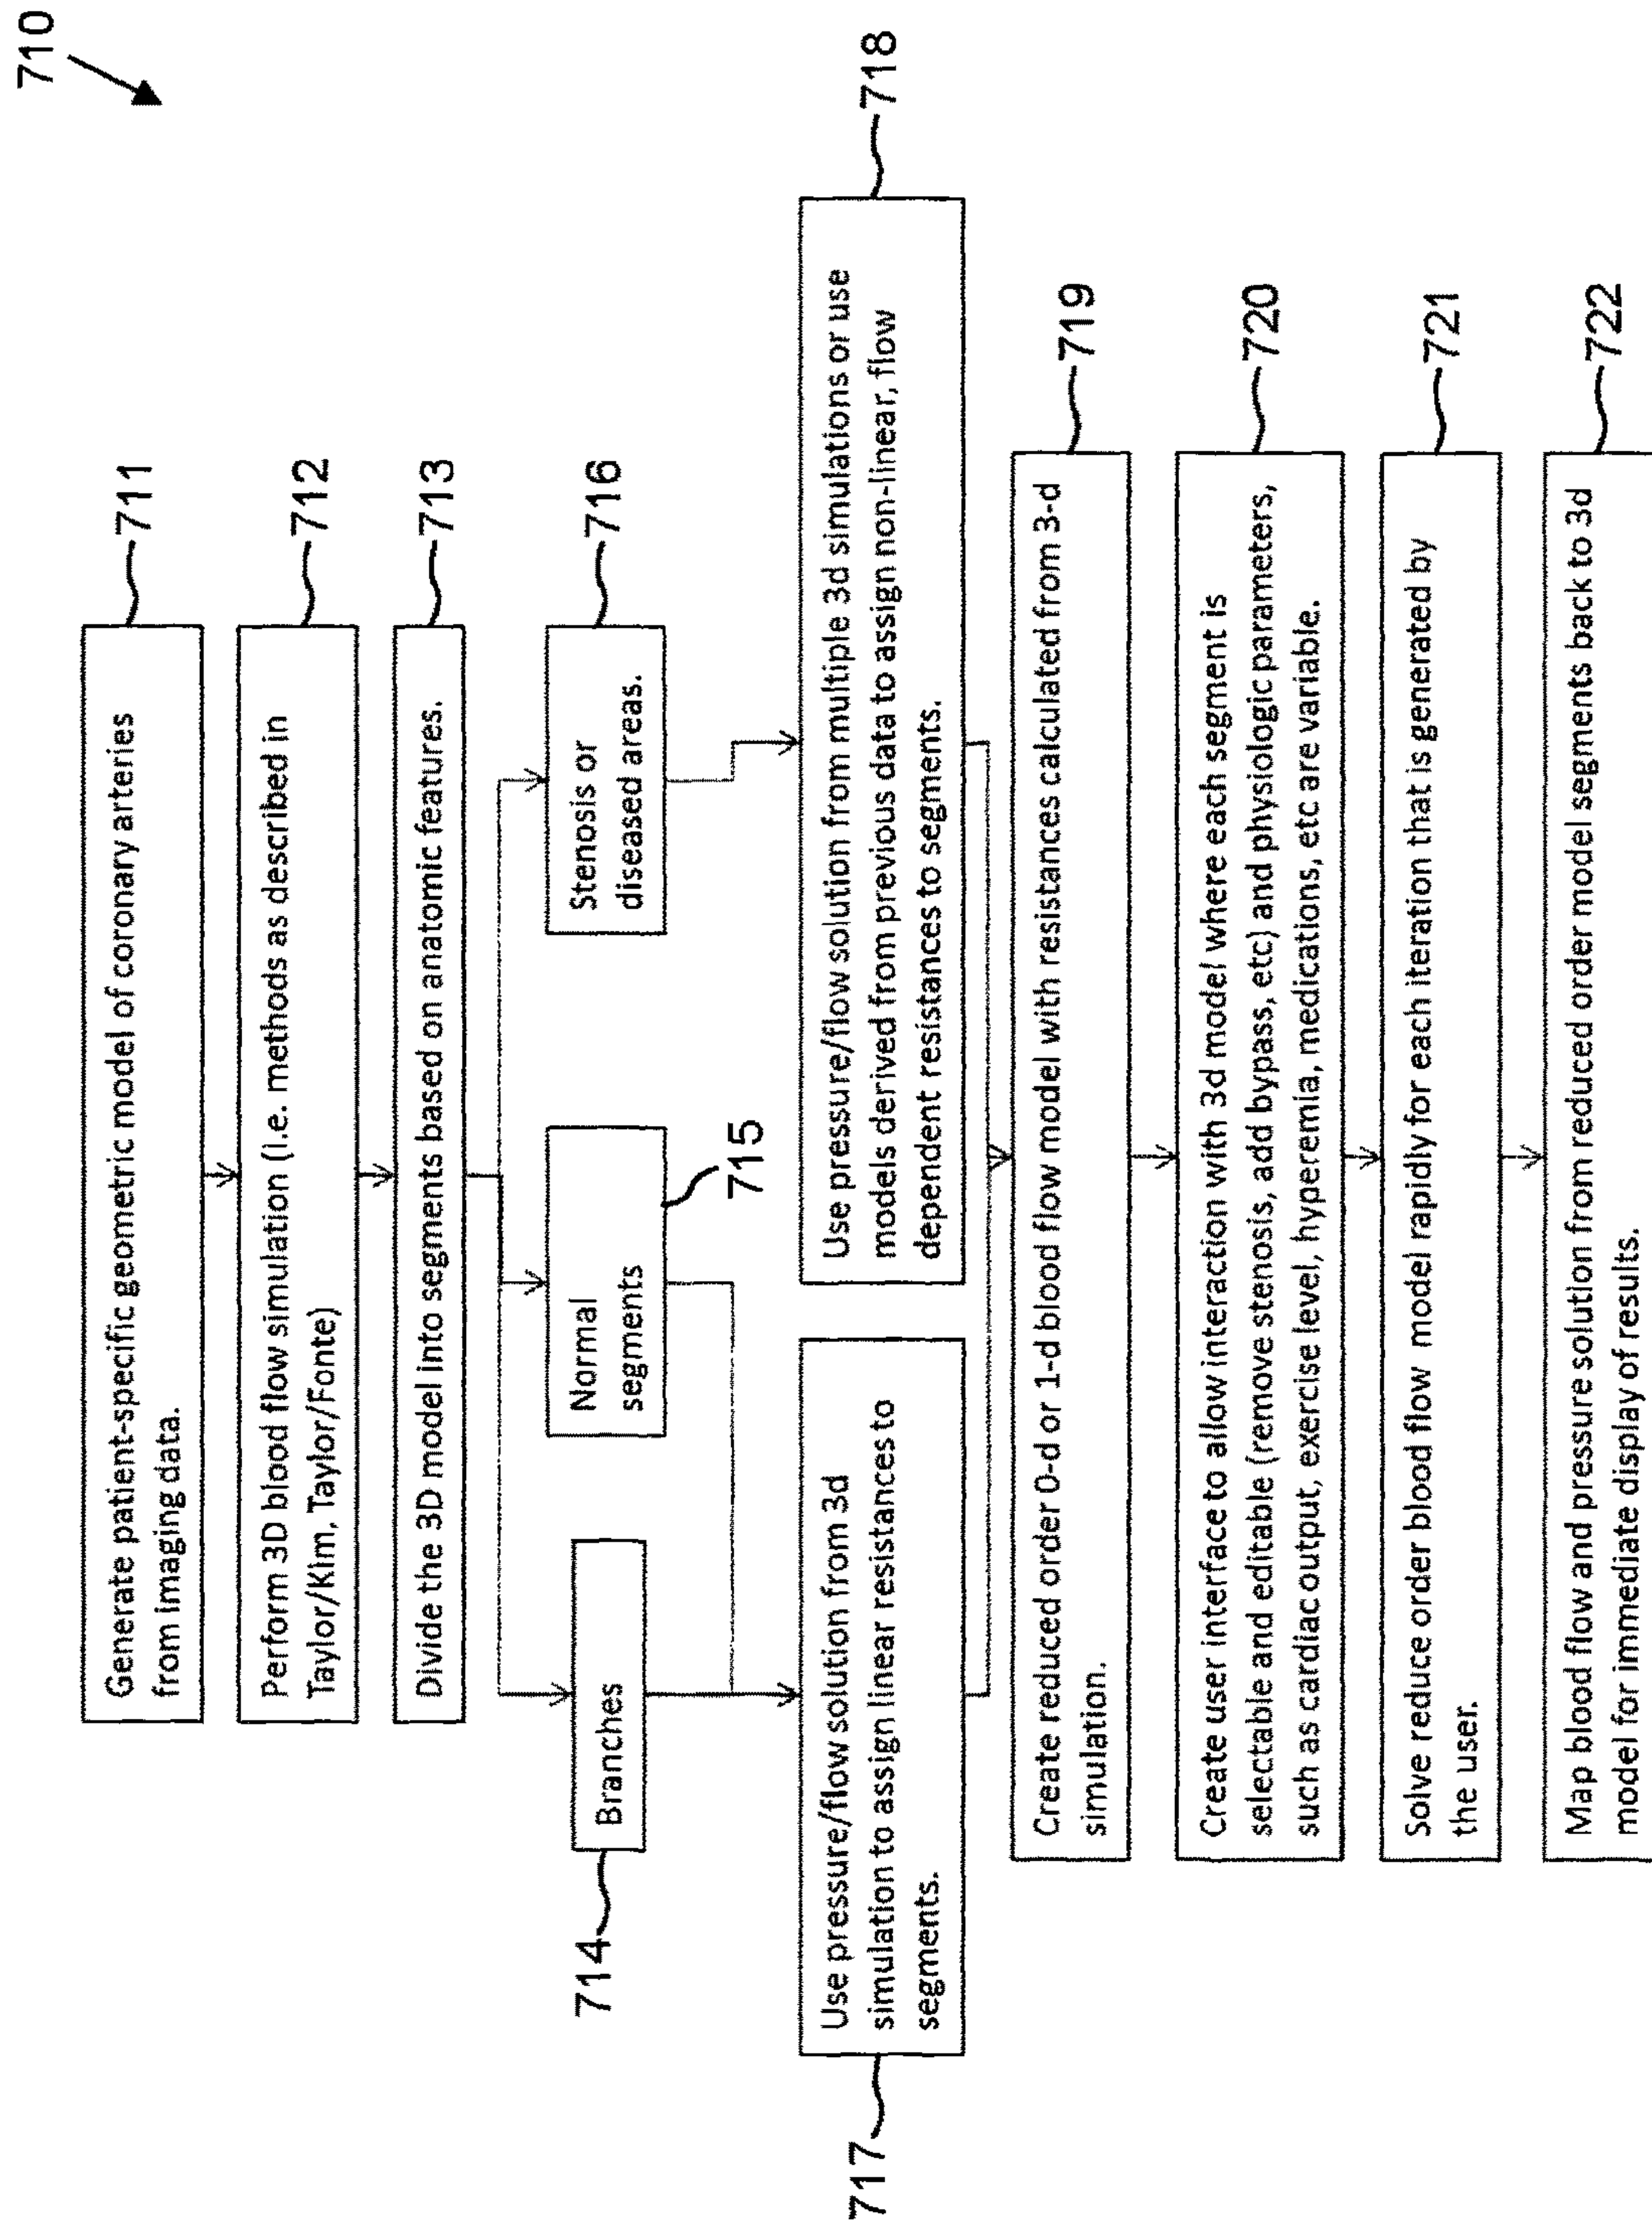 710
Generate patient-specific geometric model of coronary arteries
from imaging data.
711
Perform 3D blood flow simulation (i.e. methods as described in
Taylor/Kim, Taylor/Fonte)
712
Divide the 3D model into segments based on anatomic features.
713
714
Branches
Normal
segments
715
Stenosis or
diseased areas.
716
717
Use pressure/flow solution from 3d
simulation to assign linear resistances to
segments.
Use pressure/flow solution from multiple 3d simulations or use
models derived from previous data to assign non-linear, flow
dependent resistances to segments.
718
Create reduced order 0-d or 1-d blood flow model with resistances calculated from 3-d
simulation.
719
Create user interface to allow interaction with 3d model where each segment is
selectable and editable (remove stenosis, add bypass, etc) and physiologic parameters,
such as cardiac output, exercise level, hyperemia, medications, etc are variable.
720
Solve reduce order blood flow model rapidly for each iteration that is generated by
the user.
721
Map blood flow and pressure solution from reduced order model segments back to 3d
model for immediate display of results.
722